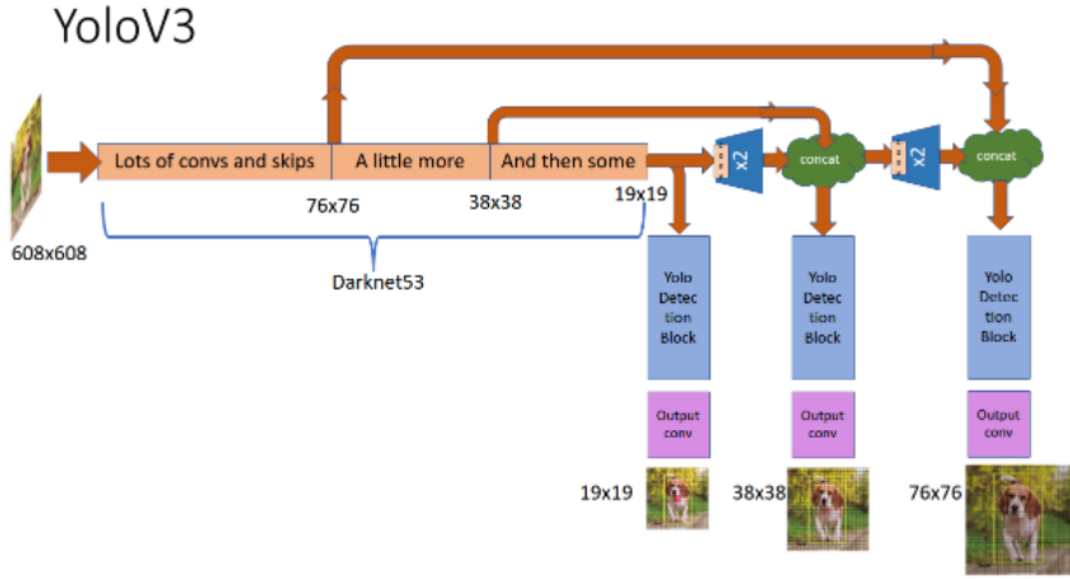 YoloV3
Lots of convs and skips
A little more
And then some
x2
concat
x2
concat
76x76
38x38
19x19
608x608
Darknet53
Yolo
Detec
tion
Block
Yolo
Detec
tion
Block
Yolo
Detec
tion
Block
Output
conv
Output
conv
Output
conv
19x19
38x38
76x76